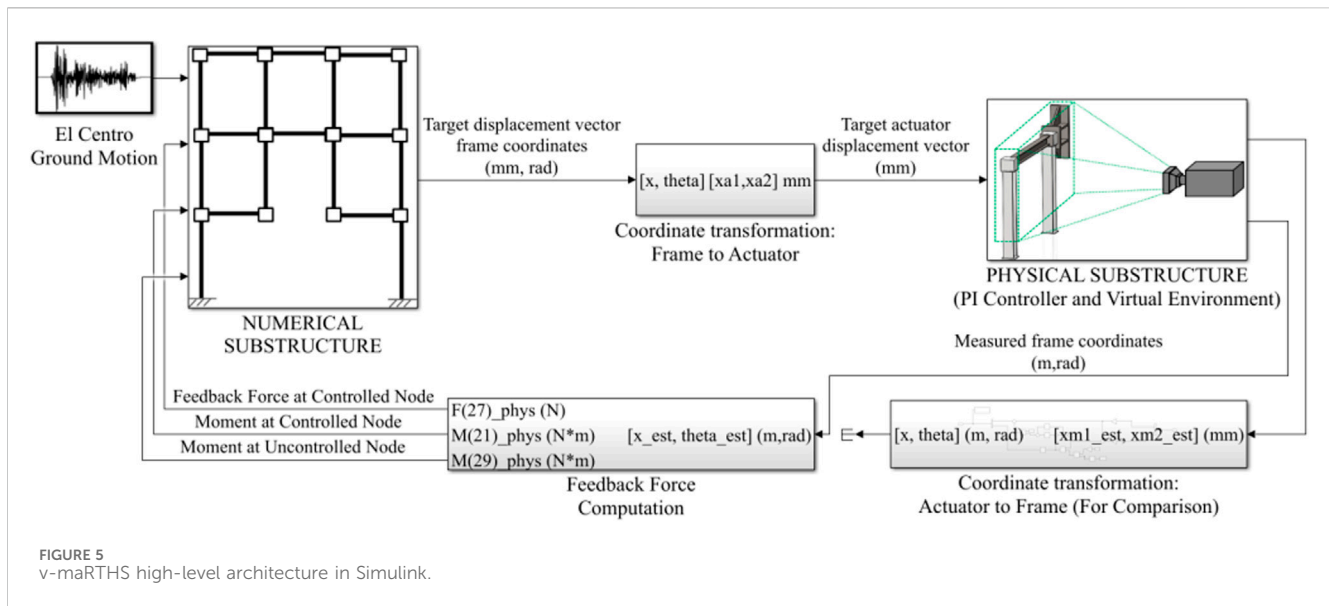 El Centro
Ground Motion
NUMERICAL
SUBSTRUCTURE
Target displacement vector
frame coordinates
(mm, rad)
[x, theta] [xa1,xa2] mm
Coordinate transformation:
Frame to Actuator
Target actuator
displacement vector
(mm)
PHYSICAL SUBSTRUCTURE
(PI Controller and Virtual Environment)
Measured frame coordinates
(m,rad)
Feedback Force at Controlled Node
Moment at Controlled Node
Moment at Uncontrolled Node
F(27)_phys (N)
M(21)_phys (N*m) [x_est, theta_est] (m,rad)
M(29)_phys (N*m)
Feedback Force
Computation
[x, theta] (m, rad) [xm1_est, xm2_est] (mm)
Coordinate transformation:
Actuator to Frame (For Comparison)
FIGURE 5
v-maRTHS high-level architecture in Simulink.